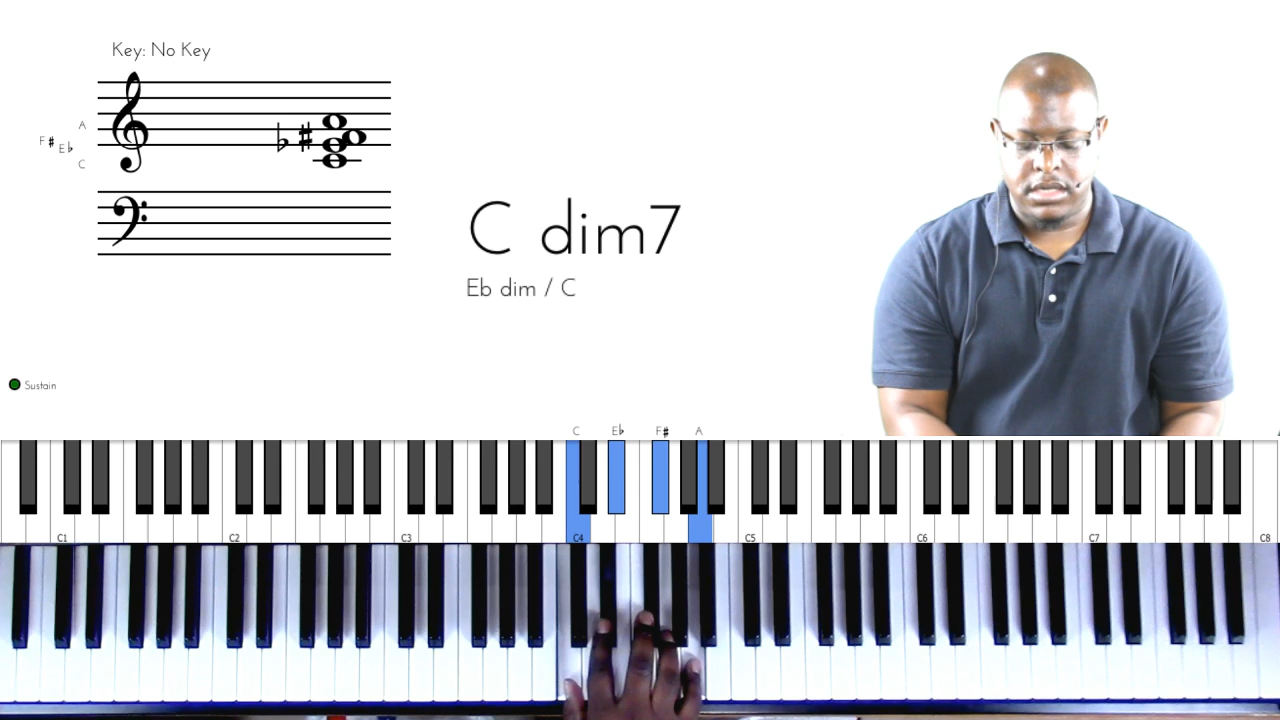 Key: No Key
A
F♯ E♭
C
C dim7
Eb dim / C
Sustain
C E♭ F♯ A
C1 C2 C3 C4 C5 C6 C7 C8